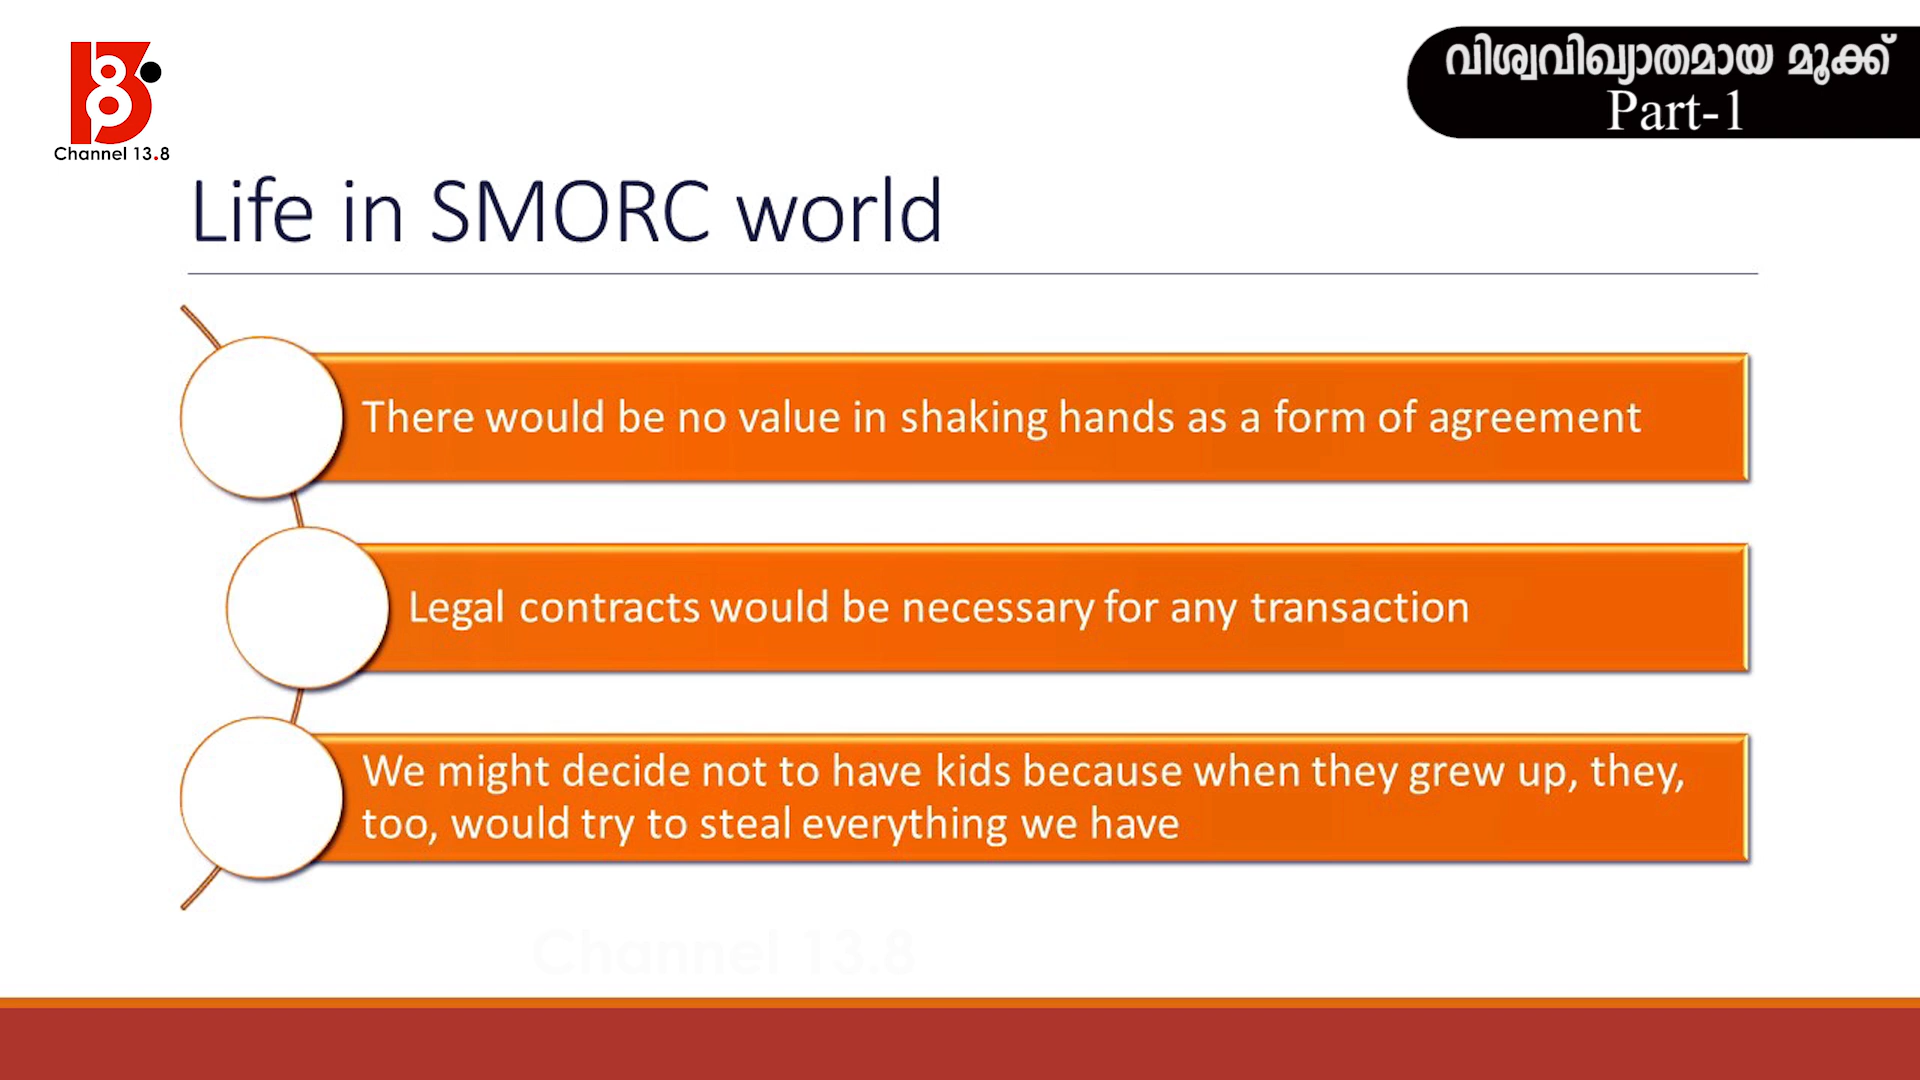 വിശ്വവിഖ്യാതമായ മൂക്ക്
Part-1
Channel 13.8
Life in SMORC world
There would be no value in shaking hands as a form of agreement
Legal contracts would be necessary for any transaction
We might decide not to have kids because when they grew up, they,
too, would try to steal everything we have
Channel 13.8